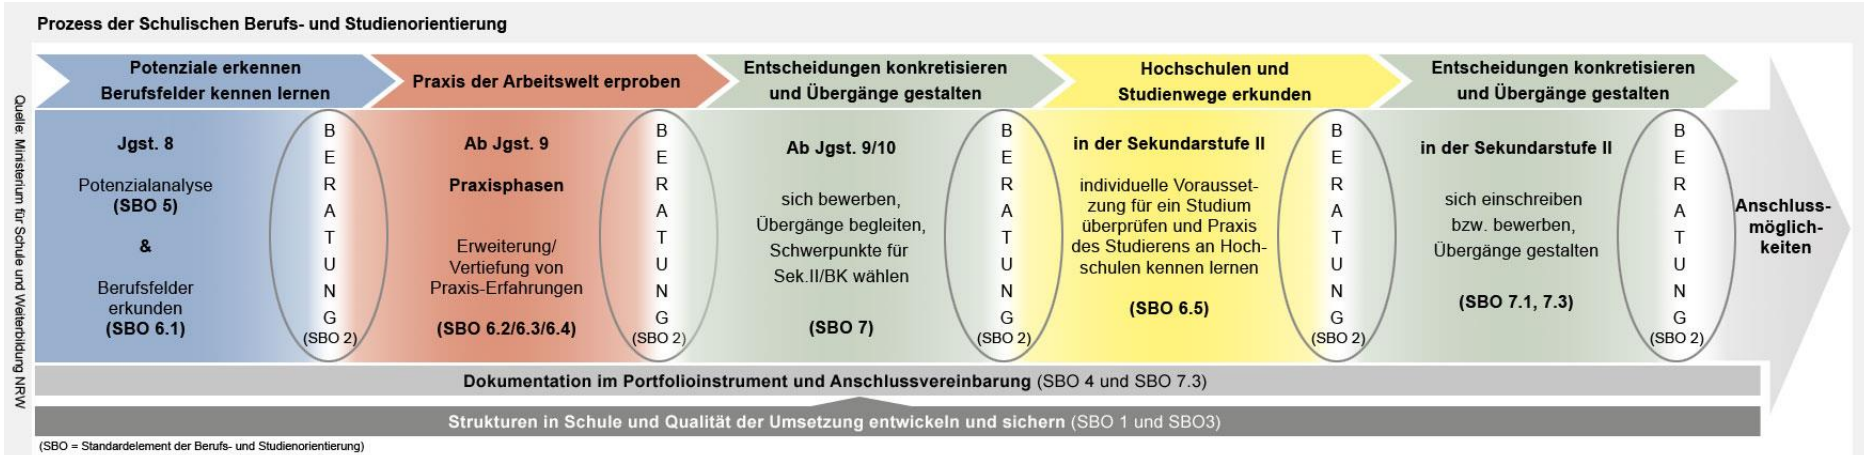 Prozess der Schulischen Berufs- und Studienorientierung
Quelle: Ministerium für Schule und Weiterbildung NRW
Potenziale erkennen
Berufsfelder kennen lernen
Jgst. 8
Potenzialanalyse
(SBO 5)
&
Berufsfelder
erkunden
(SBO 6.1)
BERATUNG
(SBO 2)
Praxis der Arbeitswelt erproben
Ab Jgst. 9
Praxisphasen
Erweiterung/
Vertiefung von
Praxis-Erfahrungen
(SBO 6.2/6.3/6.4)
BERATUNG
(SBO 2)
Entscheidungen konkretisieren
und Übergänge gestalten
Ab Jgst. 9/10
sich bewerben,
Übergänge begleiten,
Schwerpunkte für
Sek.II/BK wählen
(SBO 7)
BERATUNG
(SBO 2)
Hochschulen und
Studienwege erkunden
in der Sekundarstufe II
individuelle Vorausset-
zung für ein Studium
überprüfen und Praxis
des Studierens an Hoch-
schulen kennen lernen
(SBO 6.5)
BERATUNG
(SBO 2)
Entscheidungen konkretisieren
und Übergänge gestalten
in der Sekundarstufe II
sich einschreiben
bzw. bewerben,
Übergänge gestalten
(SBO 7.1, 7.3)
BERATUNG
(SBO 2)
Anschluss-
möglich-
keiten
Dokumentation im Portfolioinstrument und Anschlussvereinbarung (SBO 4 und SBO 7.3)
Strukturen in Schule und Qualität der Umsetzung entwickeln und sichern (SBO 1 und SBO3)
(SBO = Standardelement der Berufs- und Studienorientierung)